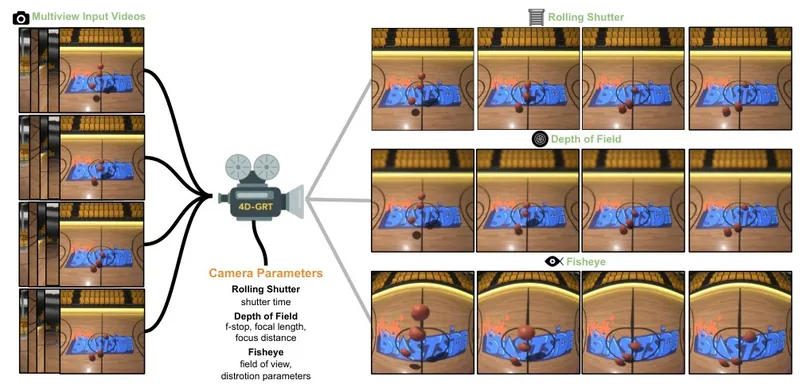 Multiview Input Videos
4D-GRT
Camera Parameters
Rolling Shutter
shutter time
Depth of Field
f-stop, focal length,
focus distance
Fisheye
field of view,
distrotion parameters
Rolling Shutter
Depth of Field
Fisheye